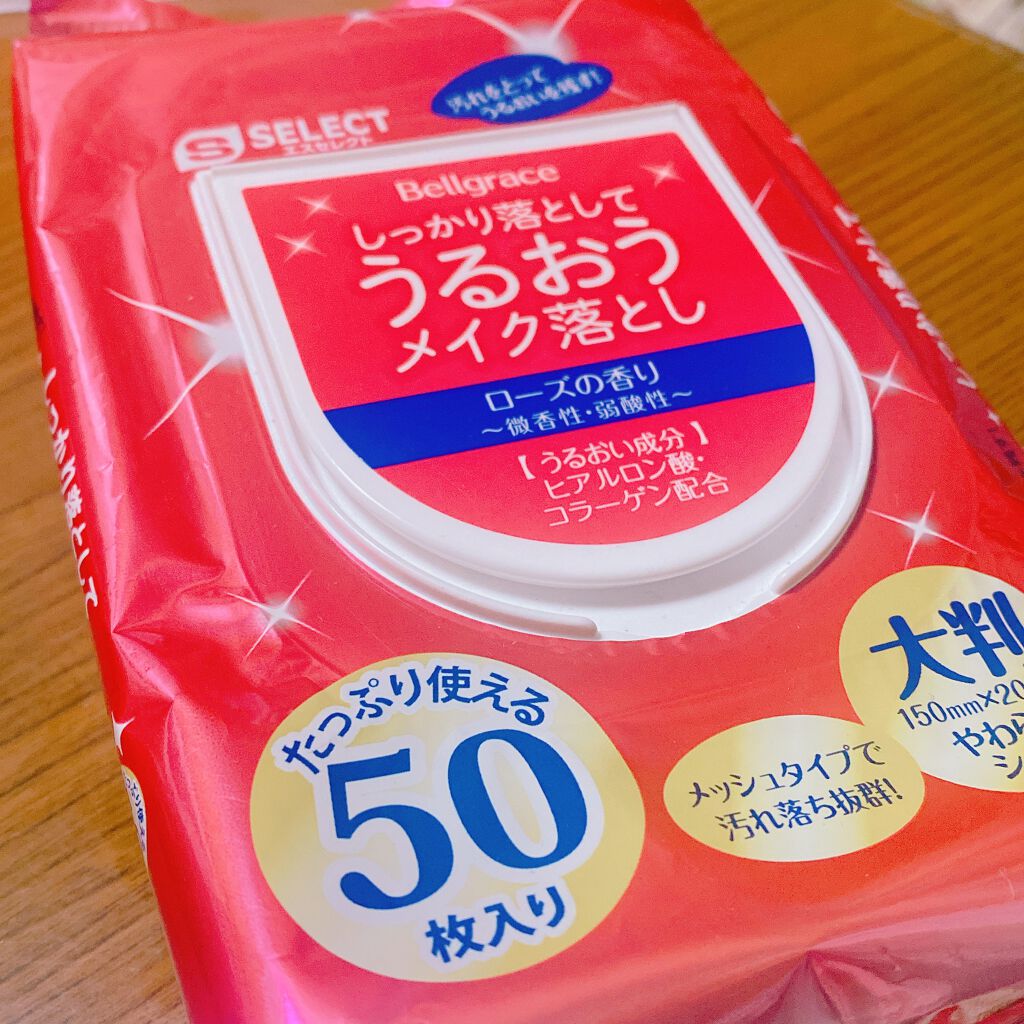 汚れをとって
うるおいを残す!
S SELECT
エスセレクト
Bellgrace
しっかり落として
うるおう
メイク落とし
ローズの香り
～微香性・弱酸性～
【うるおい成分】
ヒアルロン酸・
コラーゲン配合
しっかり落として
たっぷり使える
50
枚入り
メッシュタイプで
汚れ落ち抜群!
大判
150mm×20
やわら
シ